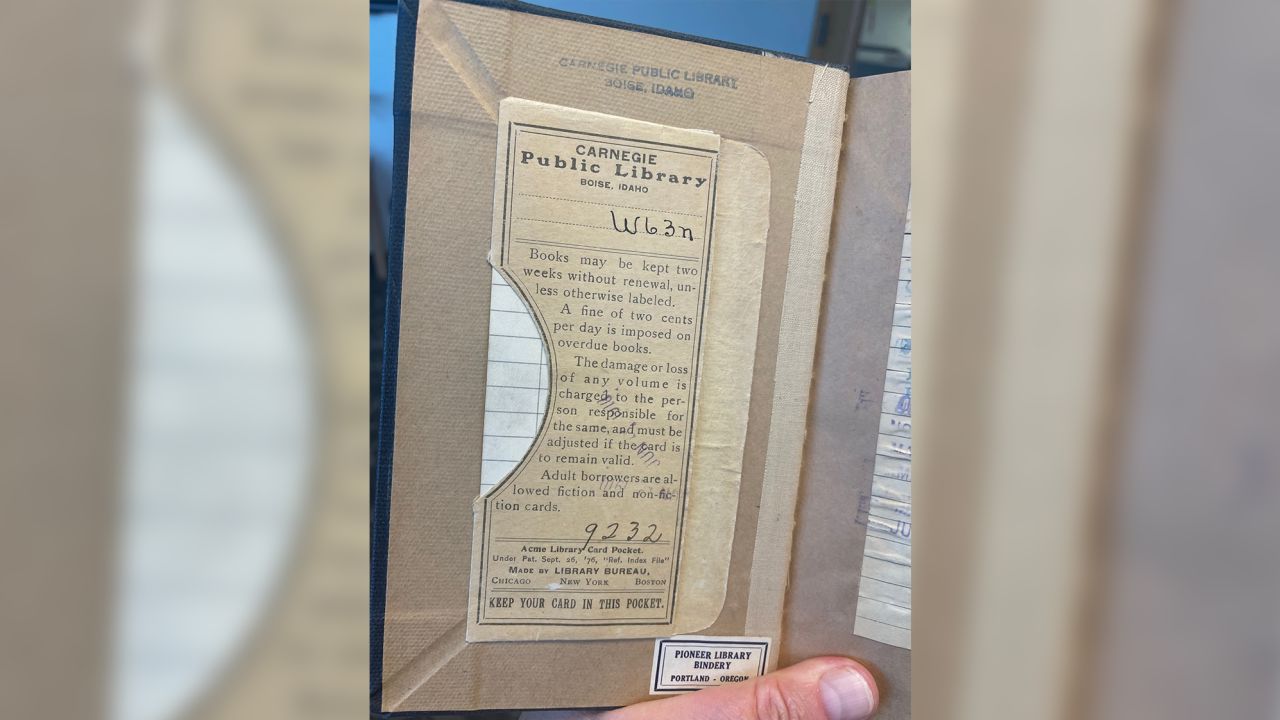 CARNEGIE PUBLIC LIBRARY
BOISE, IDAHO
CARNEGIE
Public Library
BOISE, IDAHO
W63n
Books may be kept two
weeks without renewal, un-
less otherwise labeled.
A fine of two cents
per day is imposed on
overdue books.
The damage or loss
of any volume is
charged to the per-
son responsible for
the same, and must be
adjusted if the card is
to remain valid.
Adult borrowers are al-
lowed fiction and non-fic-
tion cards.
9232
Acme Library Card Pocket.
Under Pat. Sept. 26, '76, "Ref. Index File"
MADE BY LIBRARY BUREAU,
CHICAGO NEW YORK BOSTON
KEEP YOUR CARD IN THIS POCKET.
PIONEER LIBRARY
BINDERY
PORTLAND - OREGON